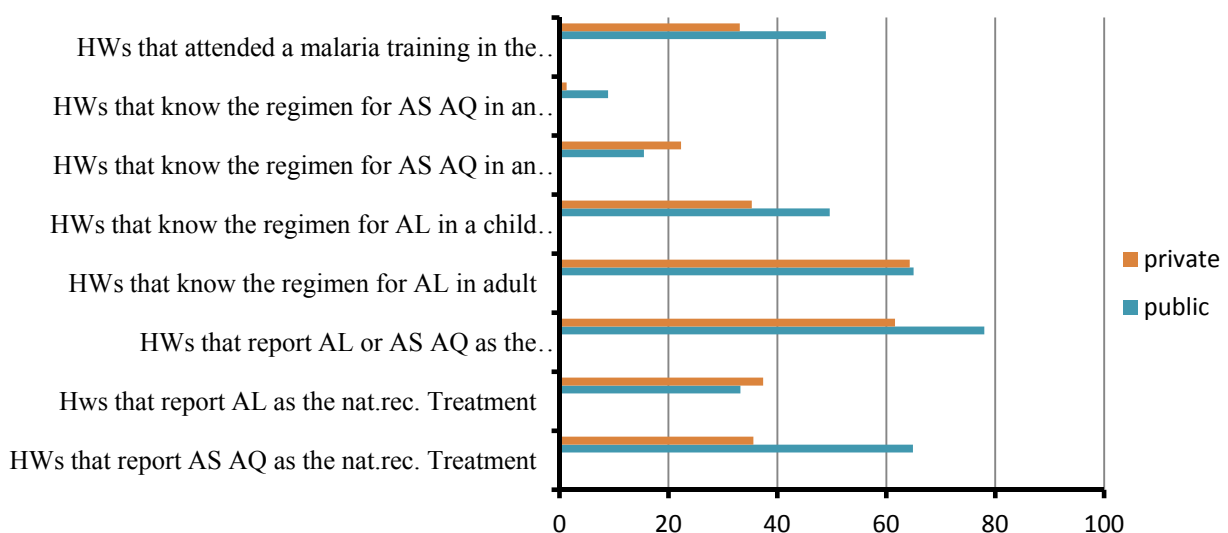 HWs that attended a malaria training in the..
HWs that know the regimen for AS AQ in an..
HWs that know the regimen for AS AQ in an..
HWs that know the regimen for AL in a child..
HWs that know the regimen for AL in adult
HWs that report AL or AS AQ as the..
Hws that report AL as the nat.rec. Treatment
HWs that report AS AQ as the nat.rec. Treatment
private
public
0 20 40 60 80 100